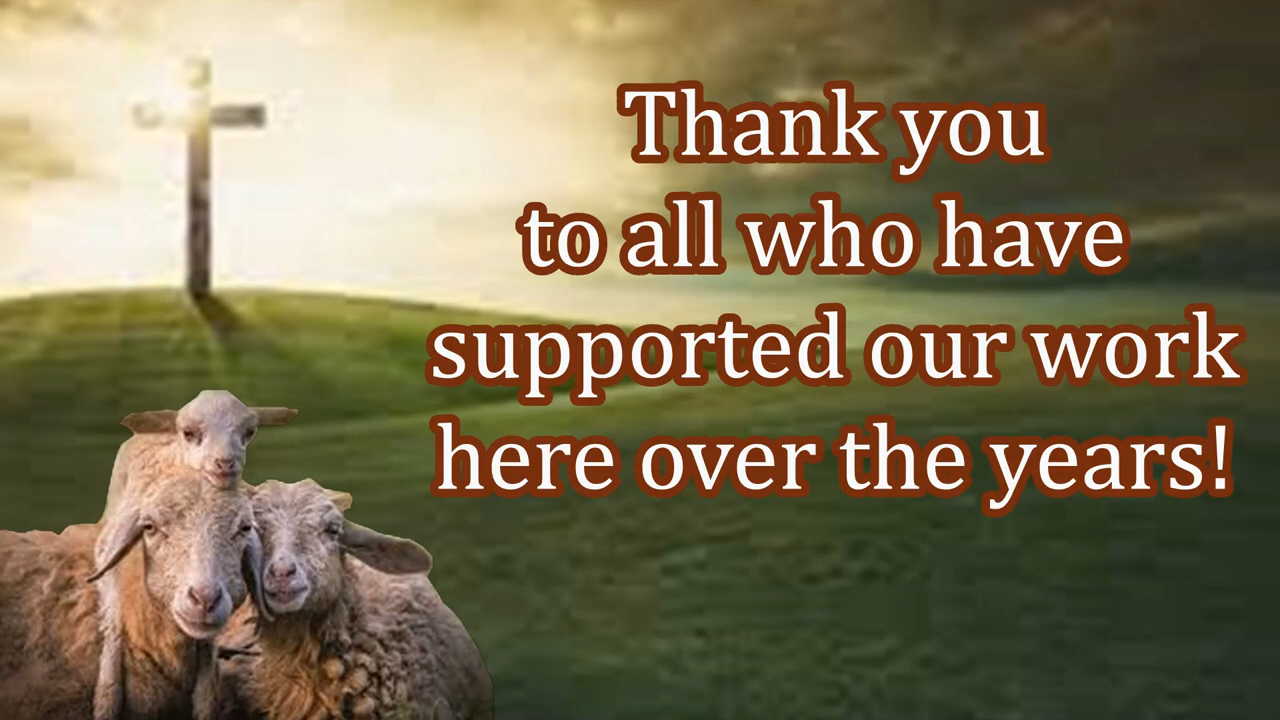 Thank you
to all who have
supported our work
here over the years!